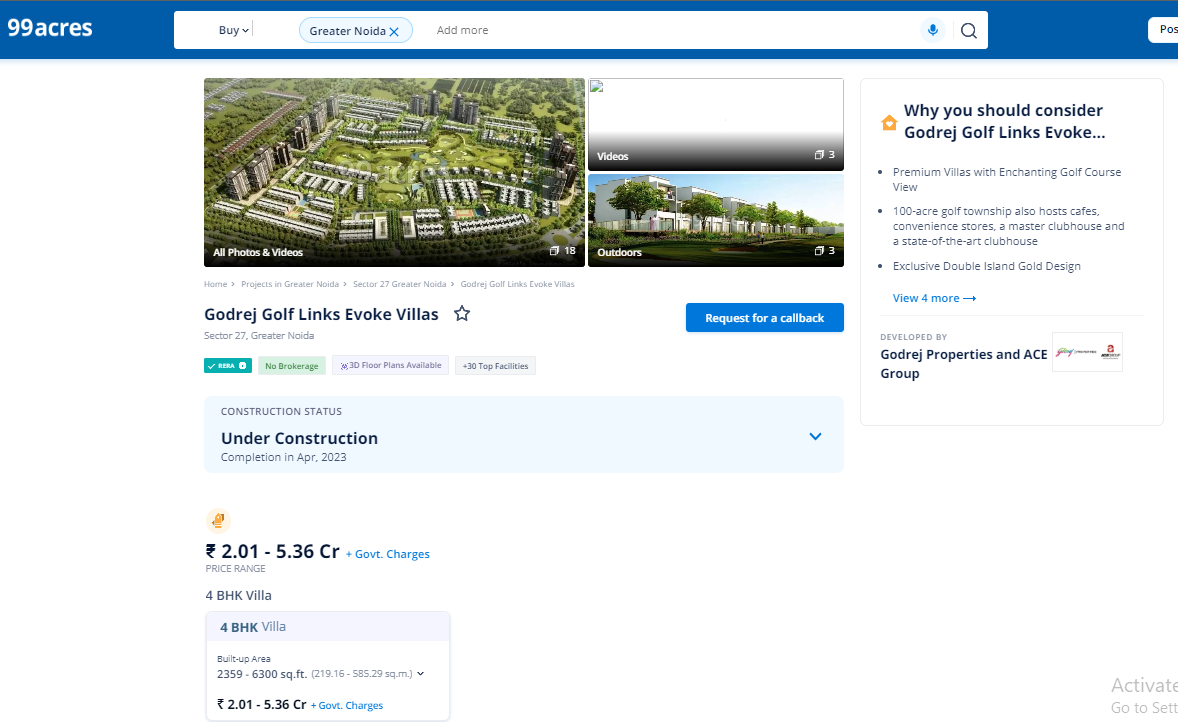 99acres
Buy
Greater Noida
Add more
Pos
Videos
3
All Photos & Videos
18
Outdoors
3
Home > Projects in Greater Noida > Sector 27 Greater Noida > Godrej Golf Links Evoke Villas
Godrej Golf Links Evoke Villas
Sector 27, Greater Noida
Request for a callback
RERA
No Brokerage
3D Floor Plans Available
+30 Top Facilities
CONSTRUCTION STATUS
Under Construction
Completion in Apr, 2023
₹ 2.01 - 5.36 Cr + Govt. Charges
PRICE RANGE
4 BHK Villa
4 BHK Villa
Built-up Area
2359 - 6300 sq.ft. (219.16 - 585.29 sq.m.)
₹ 2.01 - 5.36 Cr + Govt. Charges
Why you should consider
Godrej Golf Links Evoke...
Premium Villas with Enchanting Golf Course
View
100-acre golf township also hosts cafes,
convenience stores, a master clubhouse and
a state-of-the-art clubhouse
Exclusive Double Island Gold Design
View 4 more →
DEVELOPED BY
Godrej Properties and ACE
Group
Activate
Go to Sett